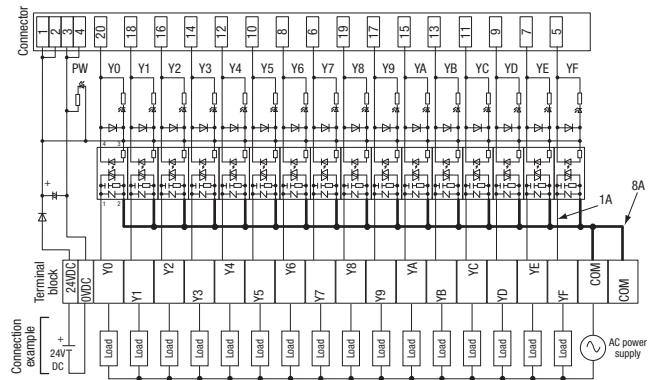 Connector
1 2 3 4 20 18 16 14 12 10 8 6 19 17 15 13 11 9 7 5
PW Y0 Y1 Y2 Y3 Y4 Y5 Y6 Y7 Y8 Y9 YA YB YC YD YE YF
4 3
1 2
+
1A
8A
Terminal block
24VDC 0VDC Y0 Y1 Y2 Y3 Y4 Y5 Y6 Y7 Y8 Y9 YA YB YC YD YE YF COM COM
Connection example
+
24V
DC
Load Load Load Load Load Load Load Load Load Load Load Load Load Load Load Load
AC power
supply